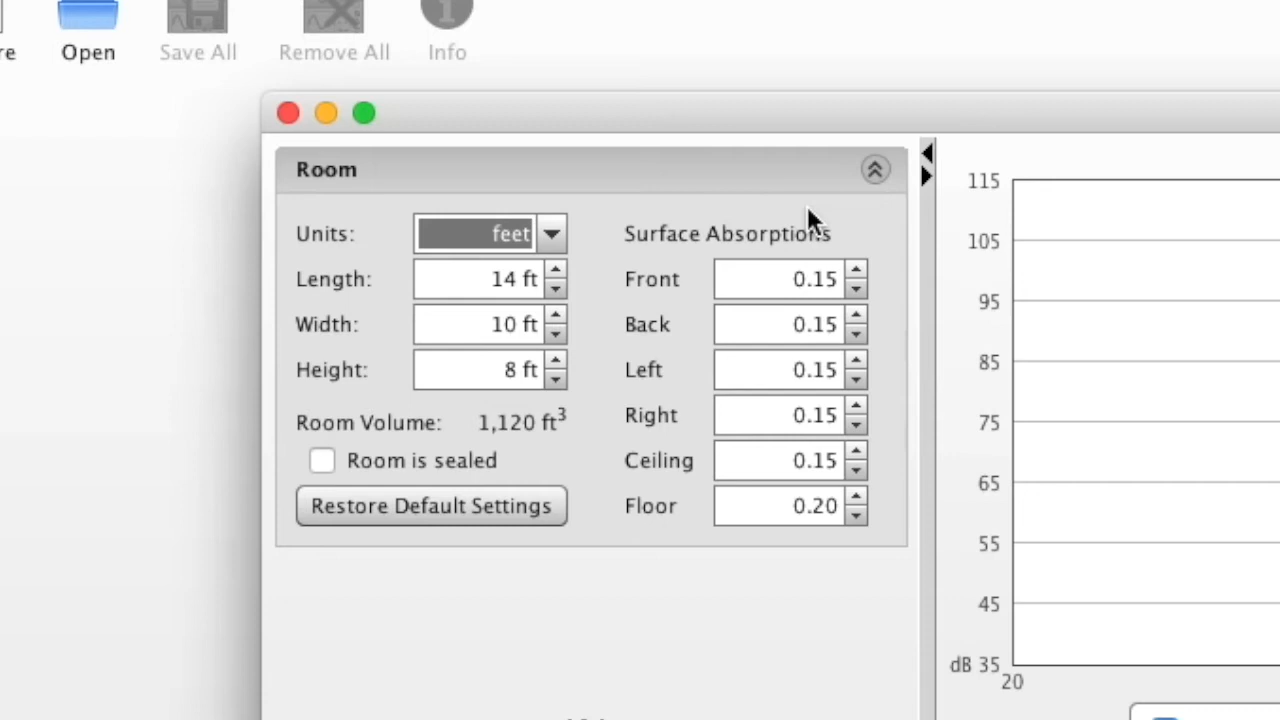 re Open Save All Remove All Info
Room
Units: feet
Length: 14 ft
Width: 10 ft
Height: 8 ft
Room Volume: 1,120 ft³
Room is sealed
Restore Default Settings
Surface Absorptions
Front 0.15
Back 0.15
Left 0.15
Right 0.15
Ceiling 0.15
Floor 0.20
115
105
95
85
75
65
55
45
dB 35
20